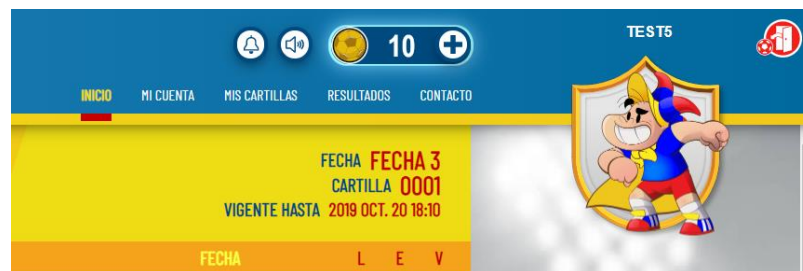 10
TEST5
INICIO MI CUENTA MIS CARTILLAS RESULTADOS CONTACTO
FECHA FECHA 3
CARTILLA 0001
VIGENTE HASTA 2019 OCT. 20 18:10
FECHA L E V